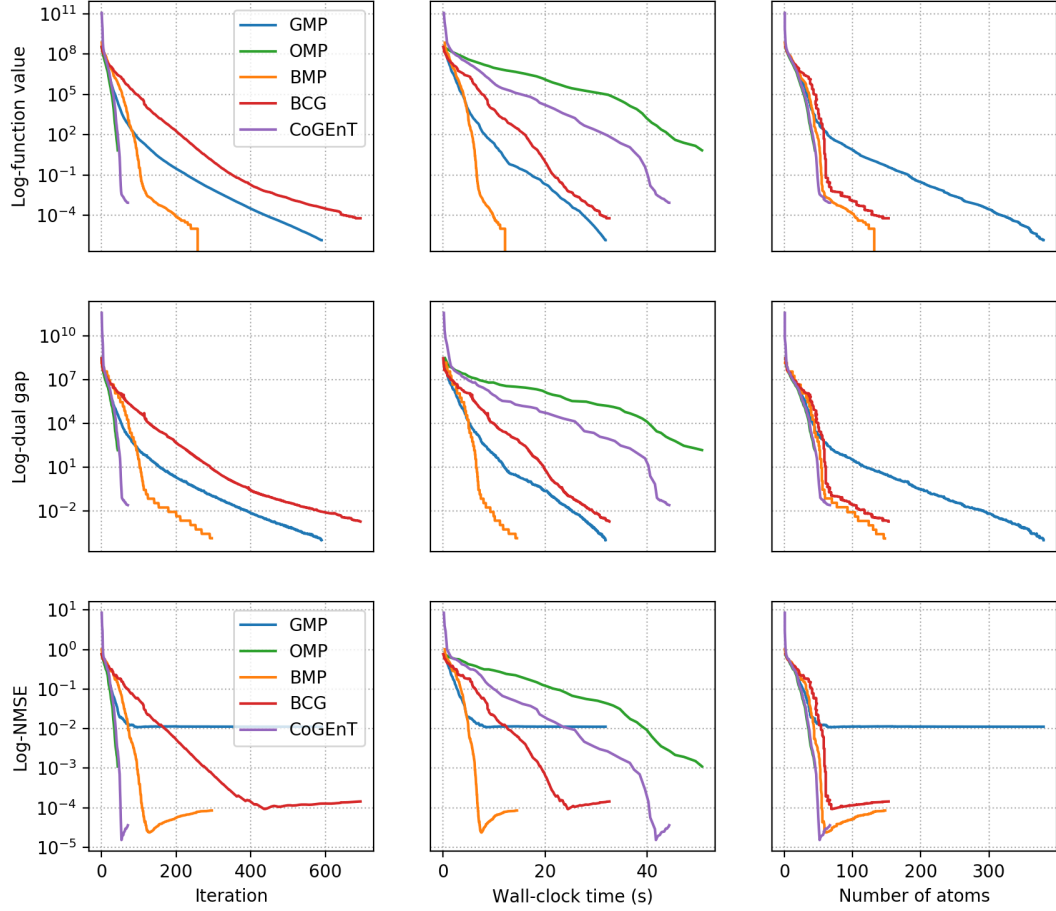 Log-function value
10^11
10^8
10^5
10^2
10^-1
10^-4
GMP
OMP
BMP
BCG
CoGEnT
Log-dual gap
10^10
10^7
10^4
10^1
10^-2
Log-NMSE
10^1
10^0
10^-1
10^-2
10^-3
10^-4
10^-5
GMP
OMP
BMP
BCG
CoGEnT
0 200 400 600
Iteration
0 20 40
Wall-clock time (s)
0 100 200 300
Number of atoms